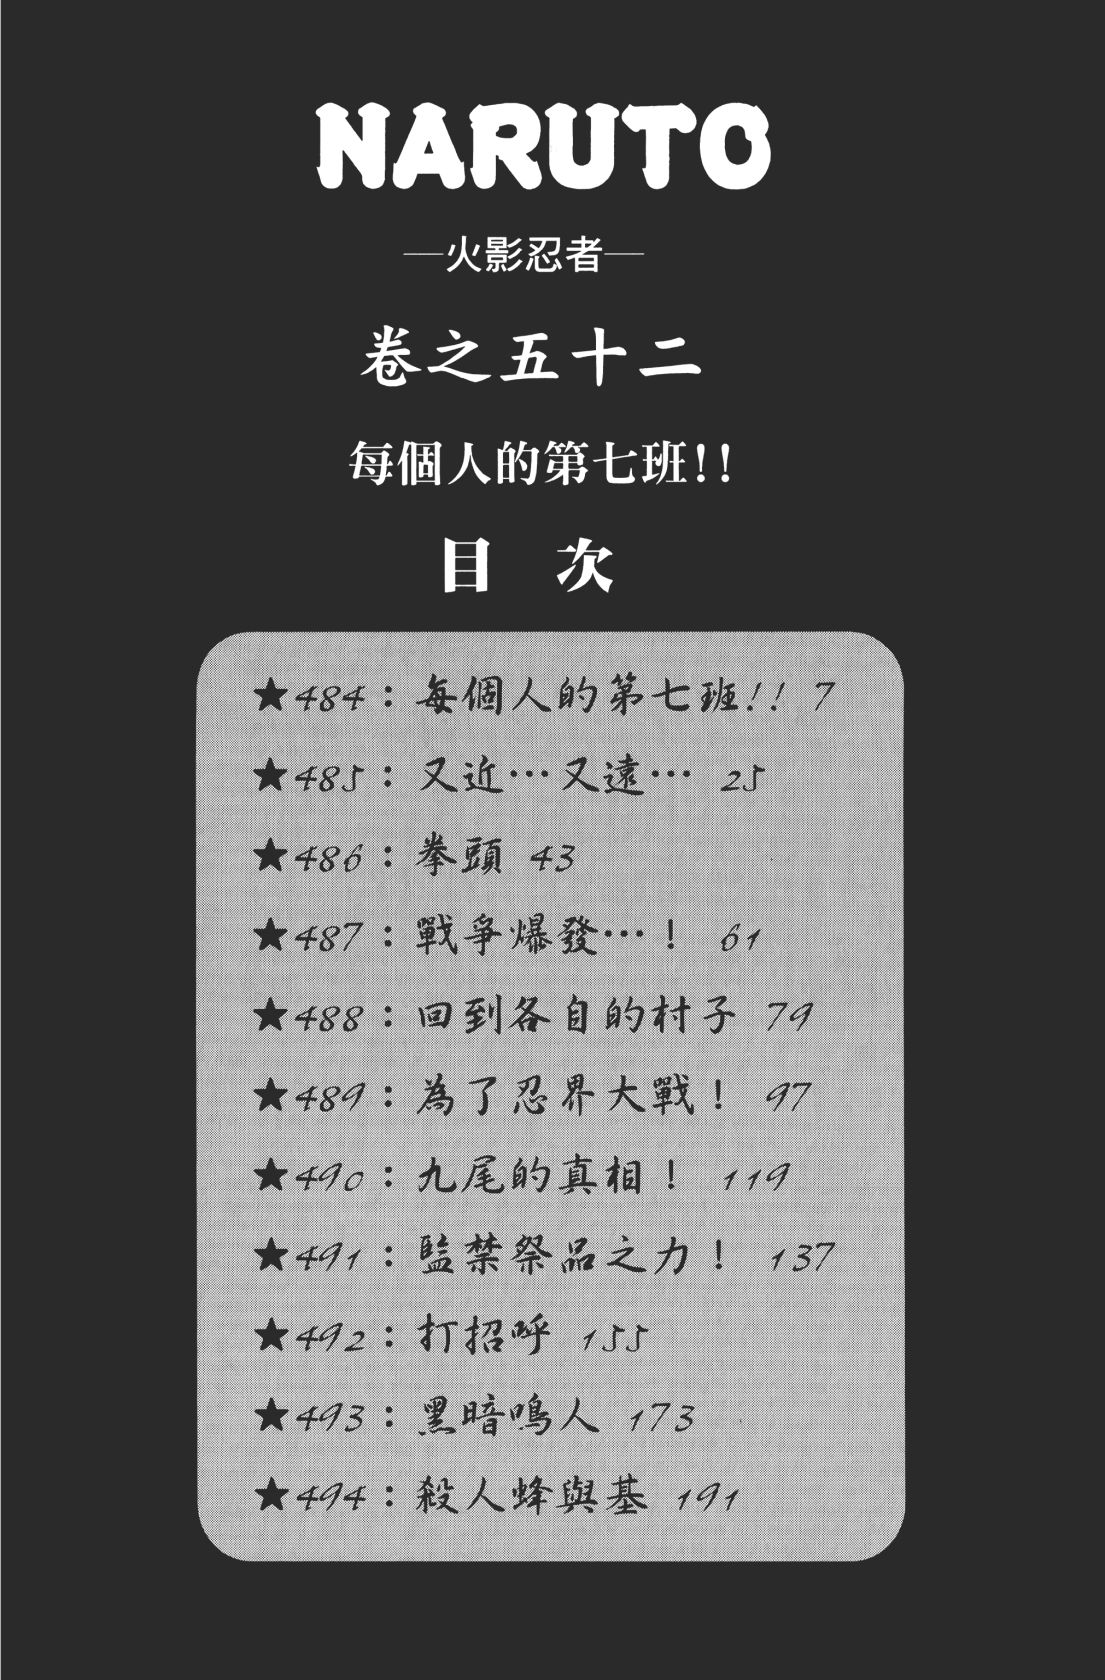 NARUTO
—火影忍者—
卷之五十二
每個人的第七班!!
目 次
★484：每個人的第七班!! 7
★485：又近…又遠… 25
★486：拳頭 43
★487：戰爭爆發…！ 61
★488：回到各自的村子 79
★489：為了忍界大戰！ 97
★490：九尾的真相！ 119
★491：監禁祭品之力！ 137
★492：打招呼 155
★493：黑暗鳴人 173
★494：殺人蜂與基 191